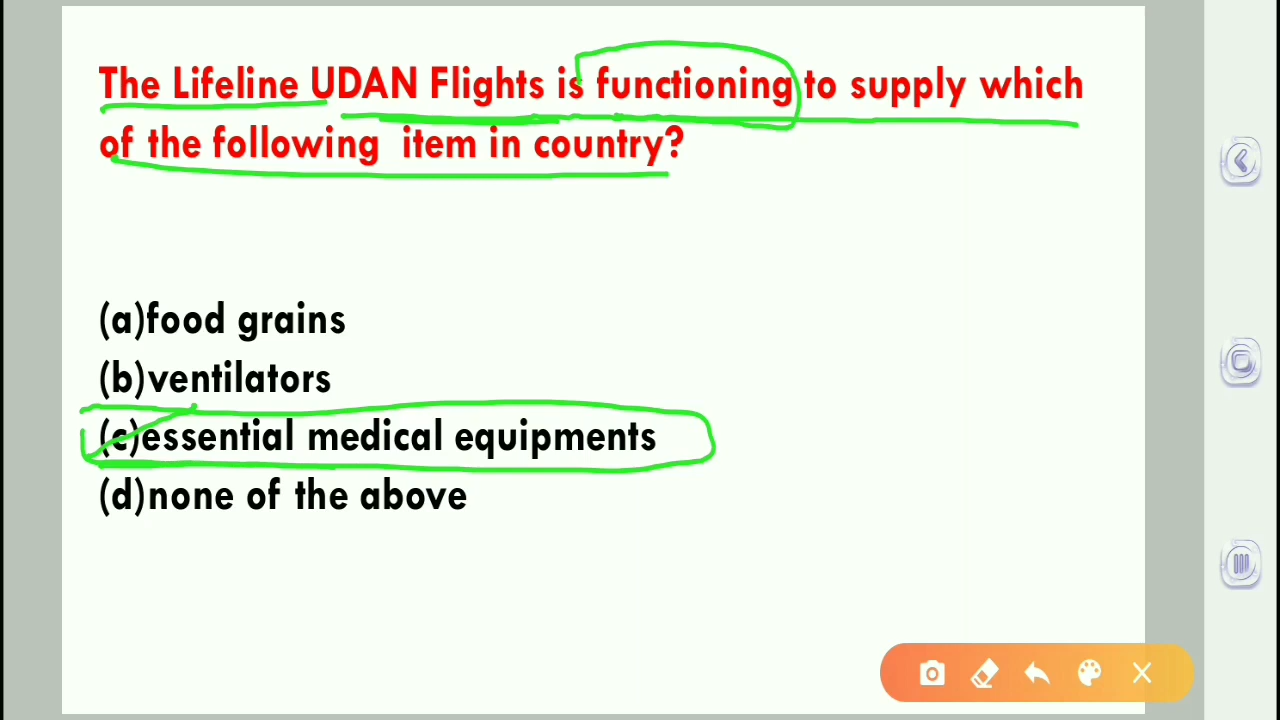 The Lifeline UDAN Flights is functioning to supply which
of the following item in country?
(a)food grains
(b)ventilators
(c)essential medical equipments
(d)none of the above